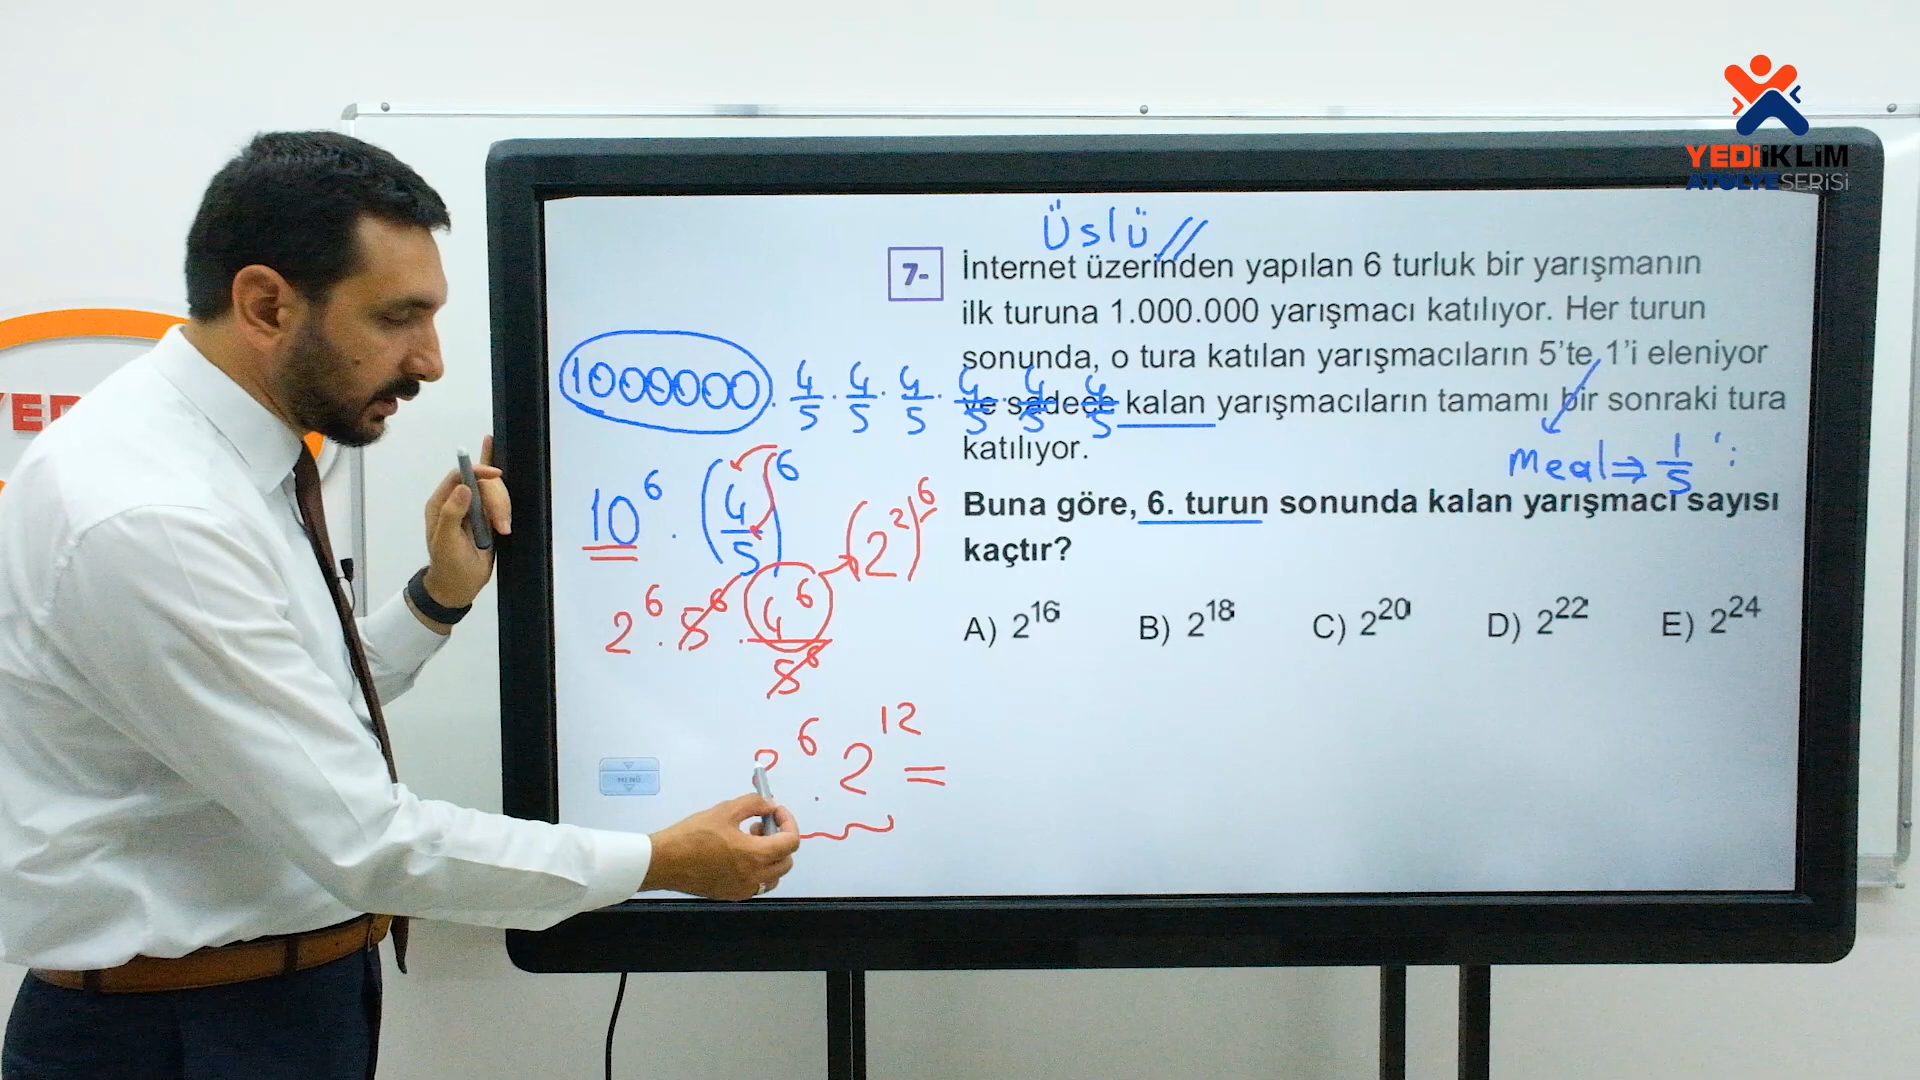 YEDİİKLİM
ATÖLYE SERİSİ
Üslü //
7- İnternet üzerinden yapılan 6 turluk bir yarışmanın
ilk turuna 1.000.000 yarışmacı katılıyor. Her turun
sonunda, o tura katılan yarışmacıların 5'te 1'i eleniyor
ve sadece kalan yarışmacıların tamamı bir sonraki tura
katılıyor.
Meal ⇒ 1/5 'i
Buna göre, 6. turun sonunda kalan yarışmacı sayısı
kaçtır?
A) 2^16 B) 2^18 C) 2^20 D) 2^22 E) 2^24
1000000 . 4/5 . 4/5 . 4/5 . 4/5 . 4/5 . 4/5
10^6 . (4/5)^6
(2^2)^6
2^6 . 5^6 . 4^6/5^6
2^6 . 2^12 =
MENÜ
YED